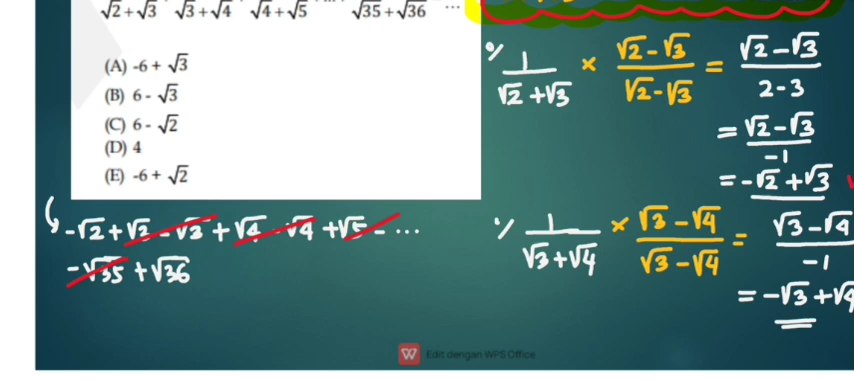 √2 + √3 √3 + √4 √4 + √5 ... √35 + √36 ...
(A) -6 + √3
(B) 6 - √3
(C) 6 - √2
(D) 4
(E) -6 + √2
-√2 + √2 - √3 + √4 - √4 + √5 - ...
-√35 + √36
1/(√2 + √3) × (√2 - √3)/(√2 - √3) = (√2 - √3)/(2 - 3)
= (√2 - √3)/-1
= -√2 + √3
1/(√3 + √4) × (√3 - √4)/(√3 - √4) = (√3 - √4)/-1
= -√3 + √4
W Edit dengan WPS Office